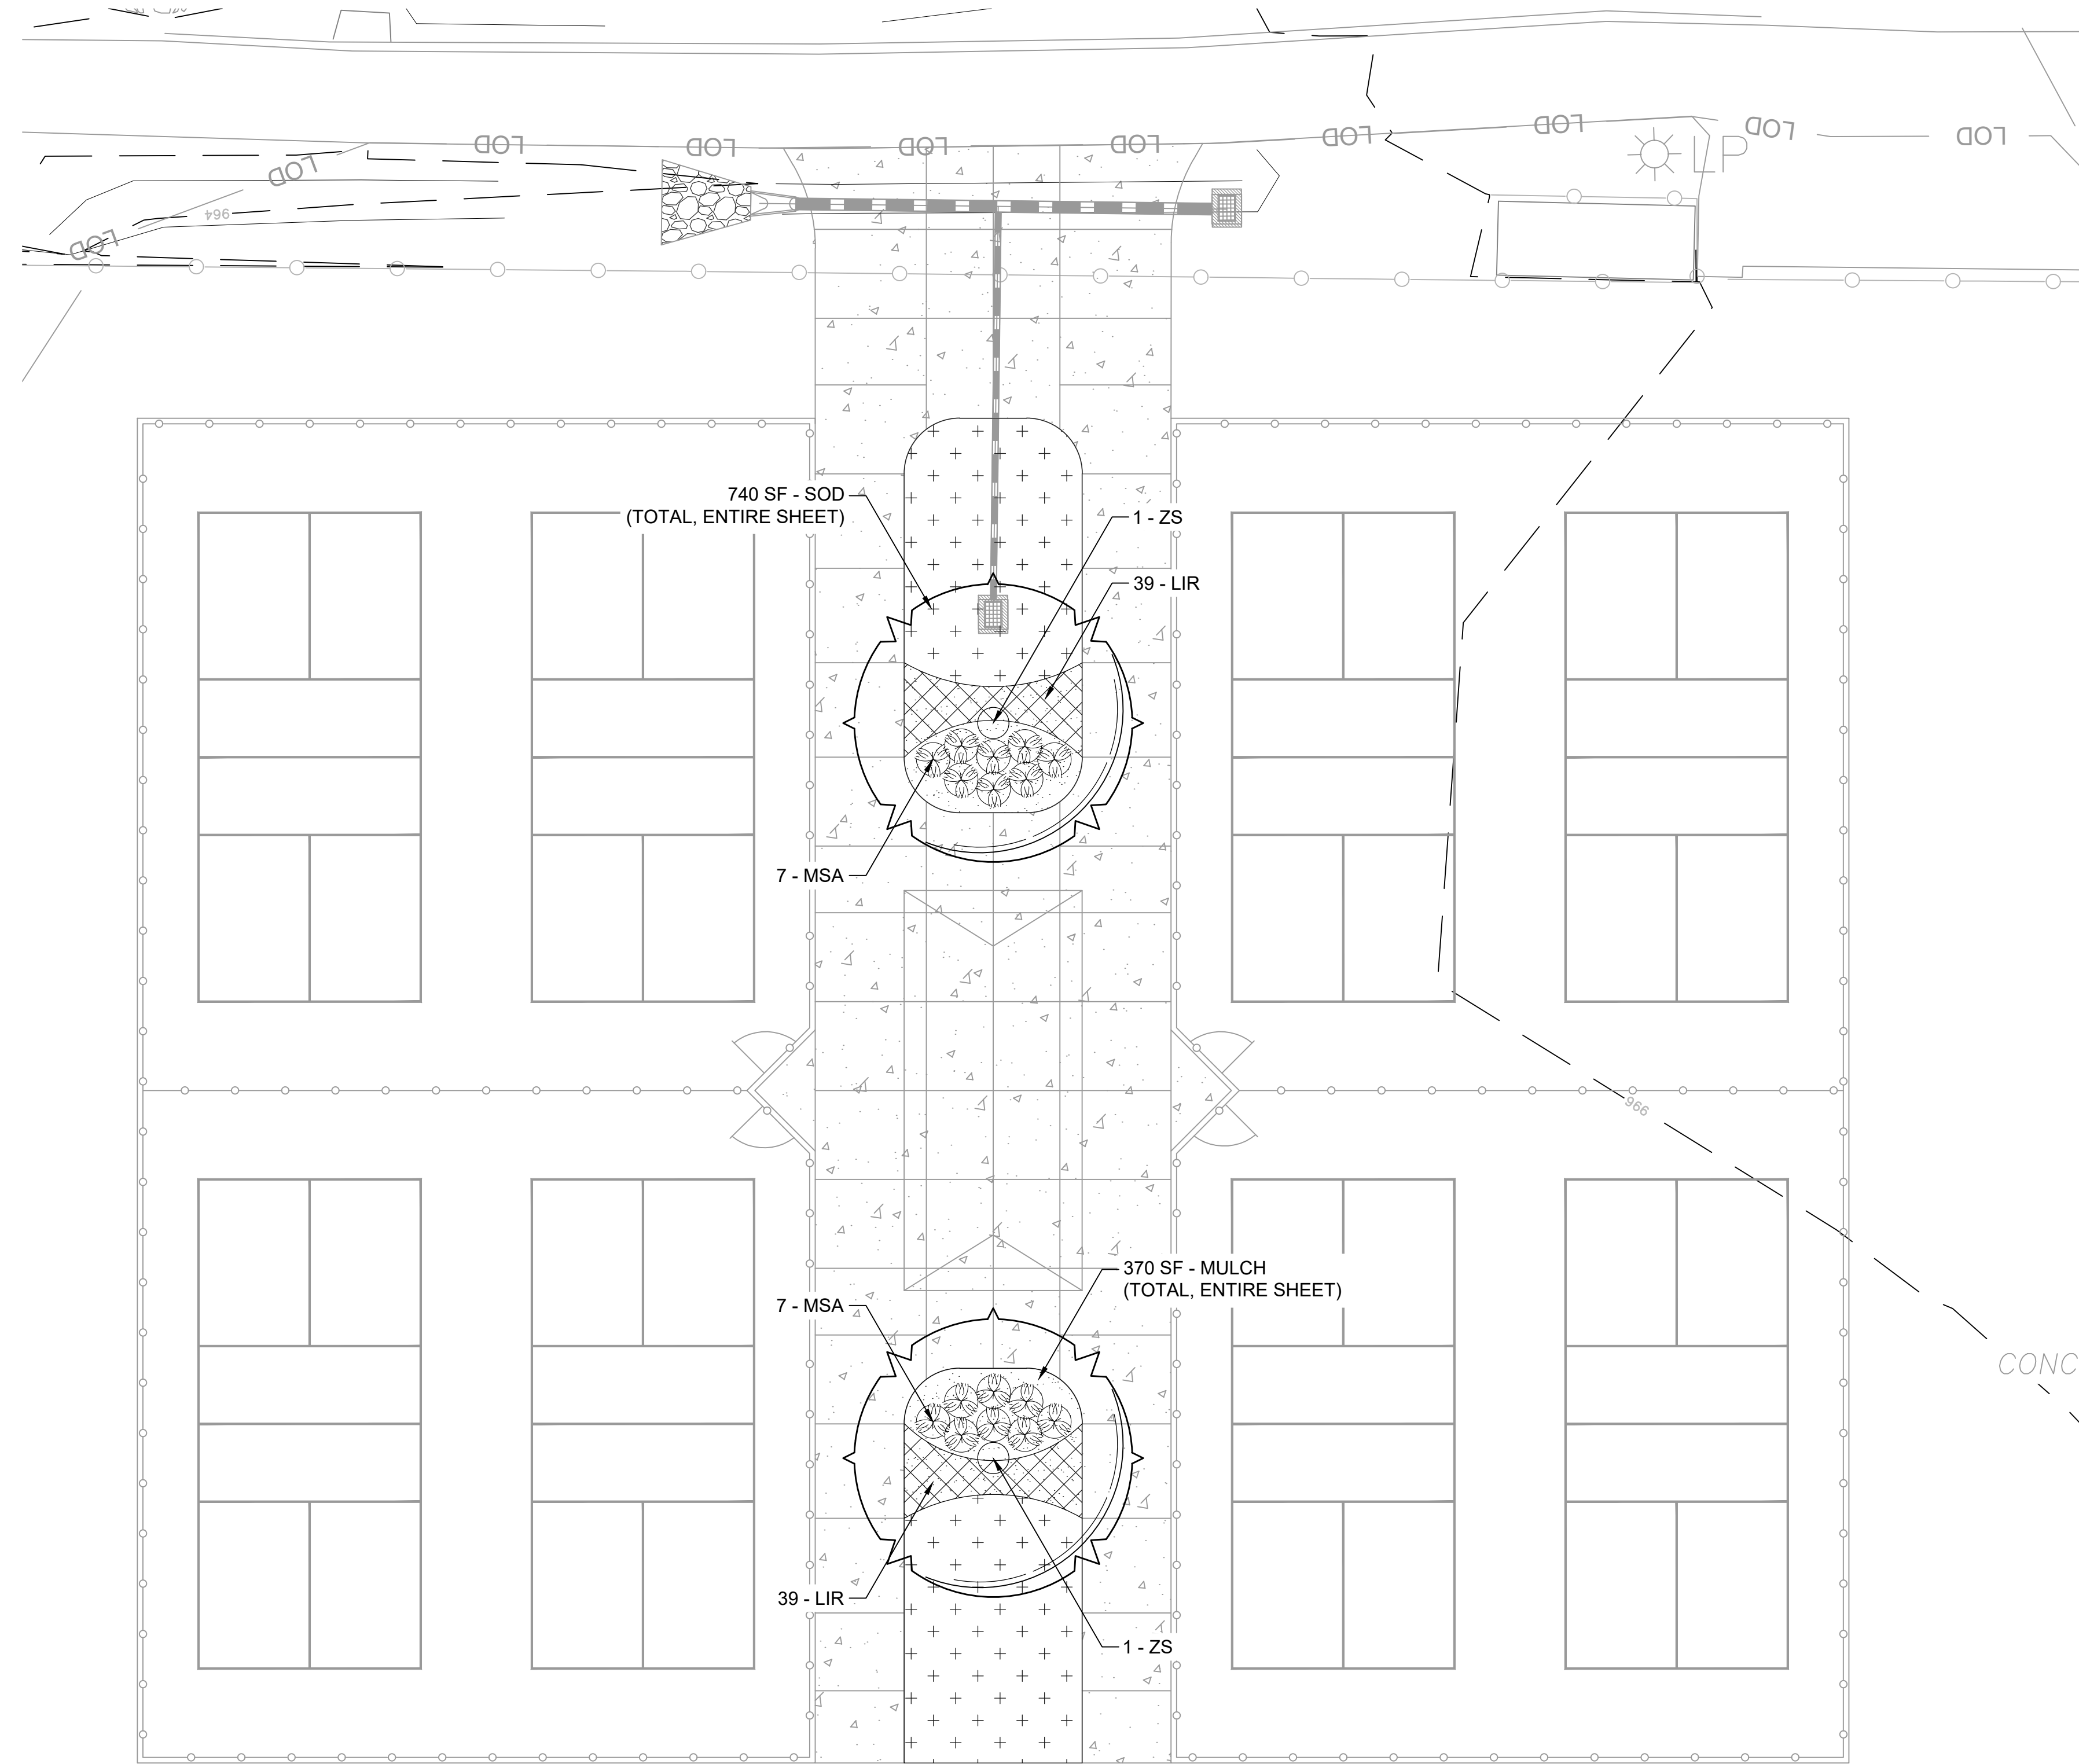 LOD
LOD
LOD
LOD
LOD
LOD
LOD
LOD
LOD
LOD
LP
964
740 SF - SOD
(TOTAL, ENTIRE SHEET)
1 - ZS
39 - LIR
7 - MSA
966
370 SF - MULCH
(TOTAL, ENTIRE SHEET)
7 - MSA
CONC
39 - LIR
1 - ZS